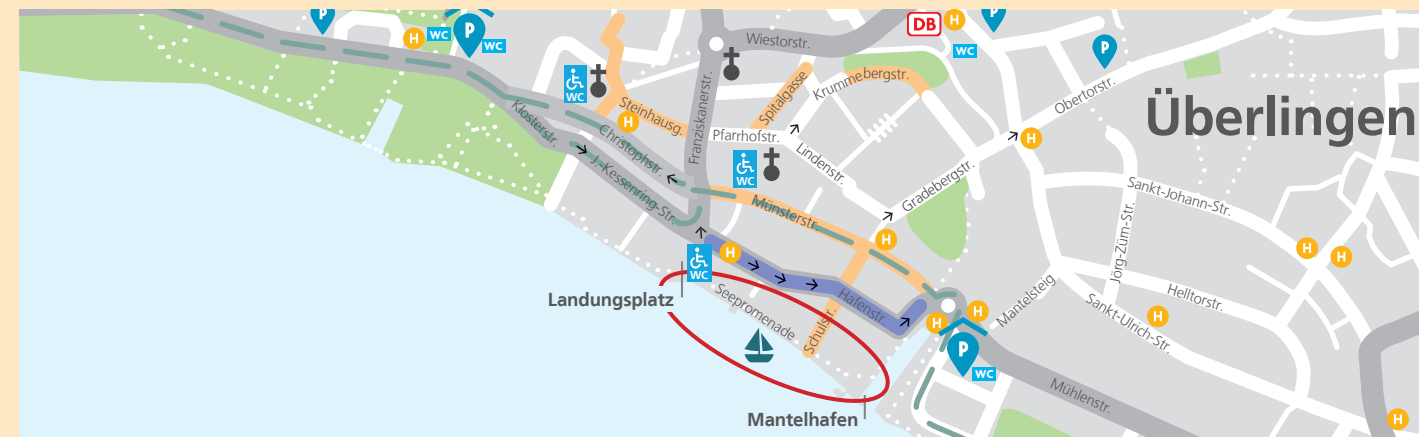 P
P
H
WC
P
WC
DB
H
WC
P
Wiestorstr.
WC
Steinhausg.
H
Franziskanerstr.
Spitalgasse
Krummebergstr.
Obertorstr.
Überlingen
Klosterstr.
Christophstr.
Pfarrhofstr.
Lindenstr.
H
J.-Kessenring-Str.
WC
Münsterstr.
Gradebergstr.
Sankt-Johann-Str.
Jörg-Zürn-Str.
H
H
H
H
WC
Landungsplatz
Seepromenade
Hafenstr.
Schulstr.
Mantelsteig
Helltorstr.
Sankt-Ulrich-Str.
H
H
H
P
WC
Mühlenstr.
Mantelhafen
H